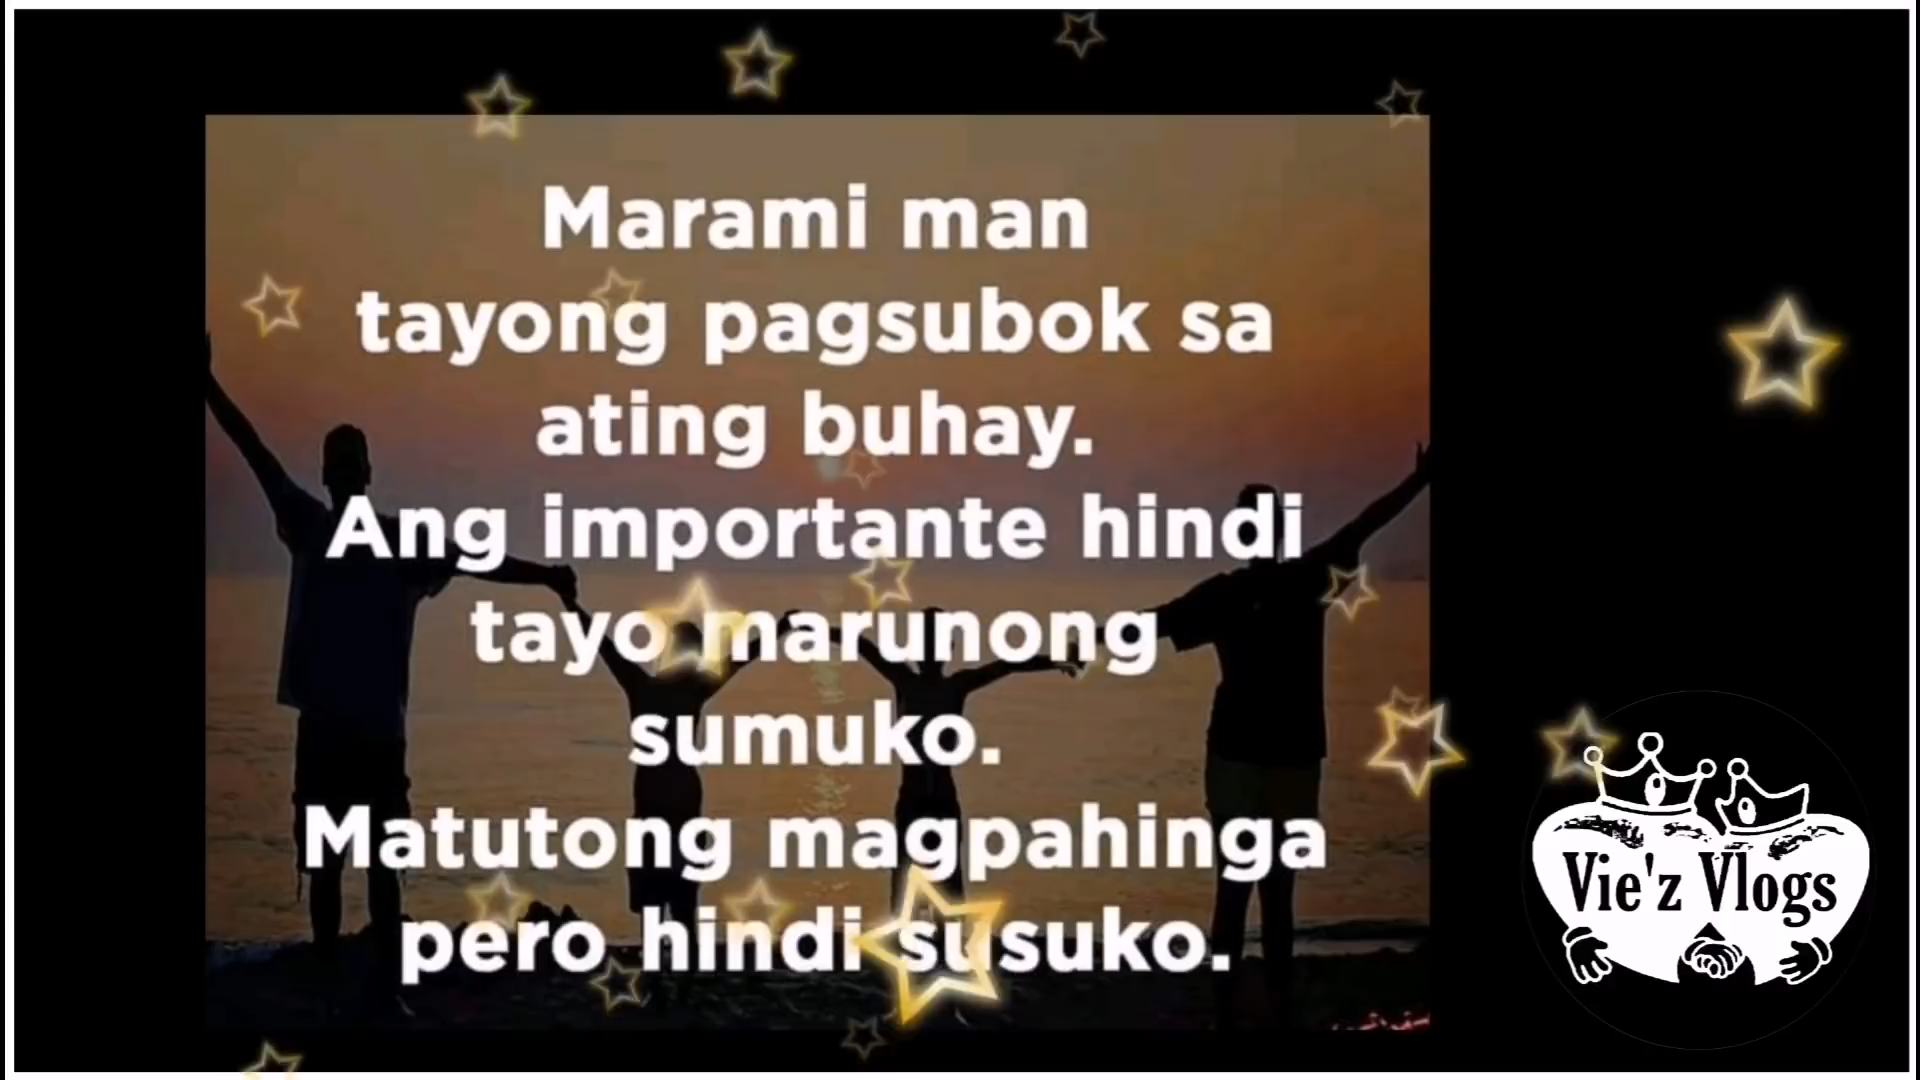 Marami man
tayong pagsubok sa
ating buhay.
Ang importante hindi
tayo marunong
sumuko.
Matutong magpahinga
pero hindi susuko.
Vie'z Vlogs